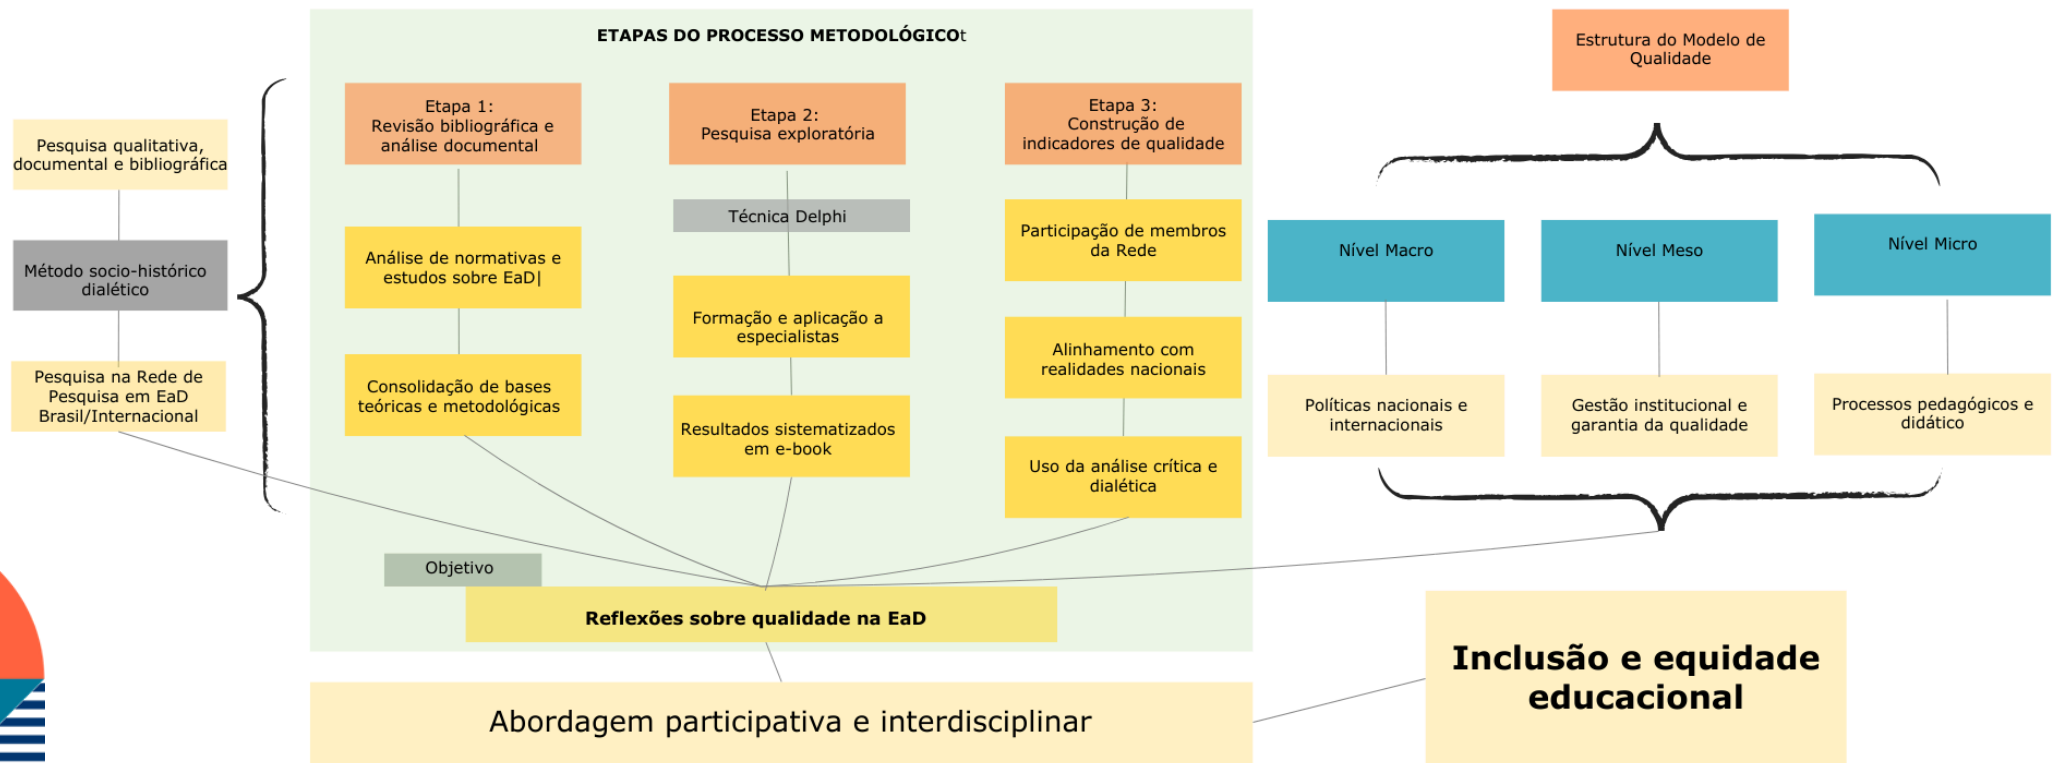 ETAPAS DO PROCESSO METODOLÓGICOt
Pesquisa qualitativa,
documental e bibliográfica
Método socio-histórico
dialético
Pesquisa na Rede de
Pesquisa em EaD
Brasil/Internacional
Etapa 1:
Revisão bibliográfica e
análise documental
Análise de normativas e
estudos sobre EaD|
Consolidação de bases
teóricas e metodológicas
Etapa 2:
Pesquisa exploratória
Técnica Delphi
Formação e aplicação a
especialistas
Resultados sistematizados
em e-book
Etapa 3:
Construção de
indicadores de qualidade
Participação de membros
da Rede
Alinhamento com
realidades nacionais
Uso da análise crítica e
dialética
Objetivo
Reflexões sobre qualidade na EaD
Abordagem participativa e interdisciplinar
Estrutura do Modelo de
Qualidade
Nível Macro
Políticas nacionais e
internacionais
Nível Meso
Gestão institucional e
garantia da qualidade
Nível Micro
Processos pedagógicos e
didático
Inclusão e equidade
educacional